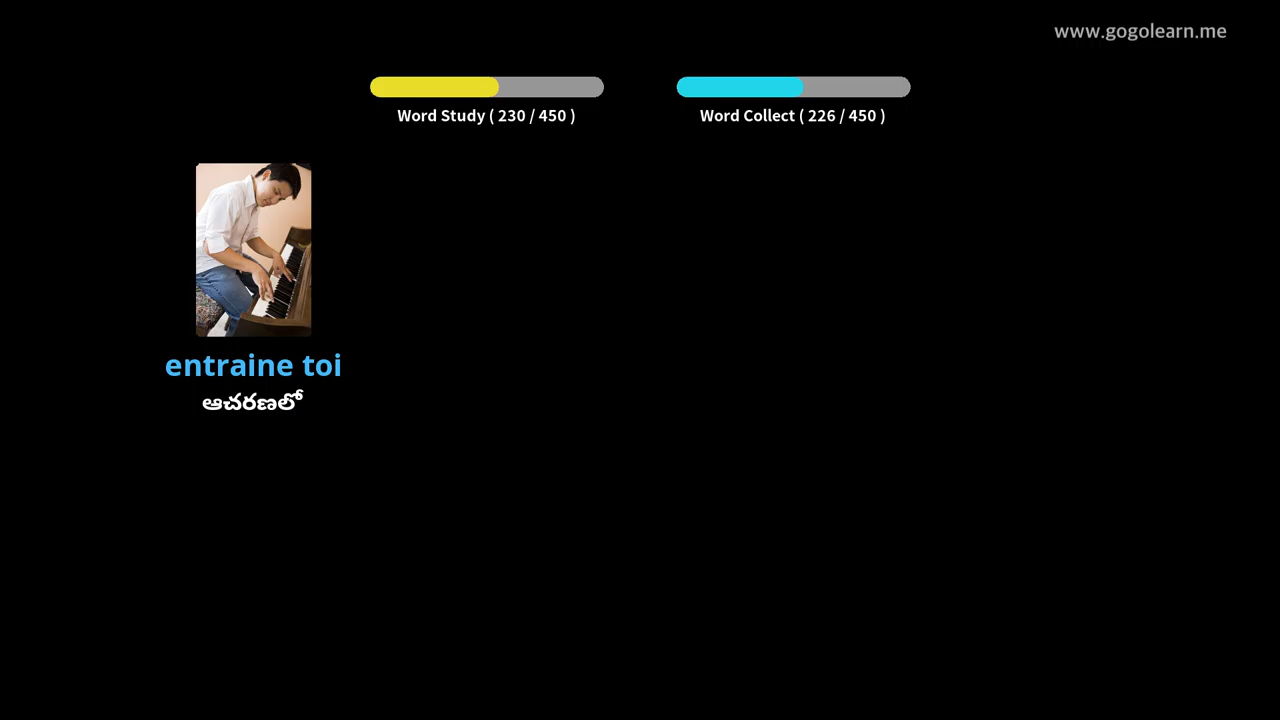 www.gogolearn.me
Word Study ( 230 / 450 )
Word Collect ( 226 / 450 )
entraine toi
ఆచరణలో